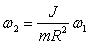 ω₂ = J / mR² ω₁